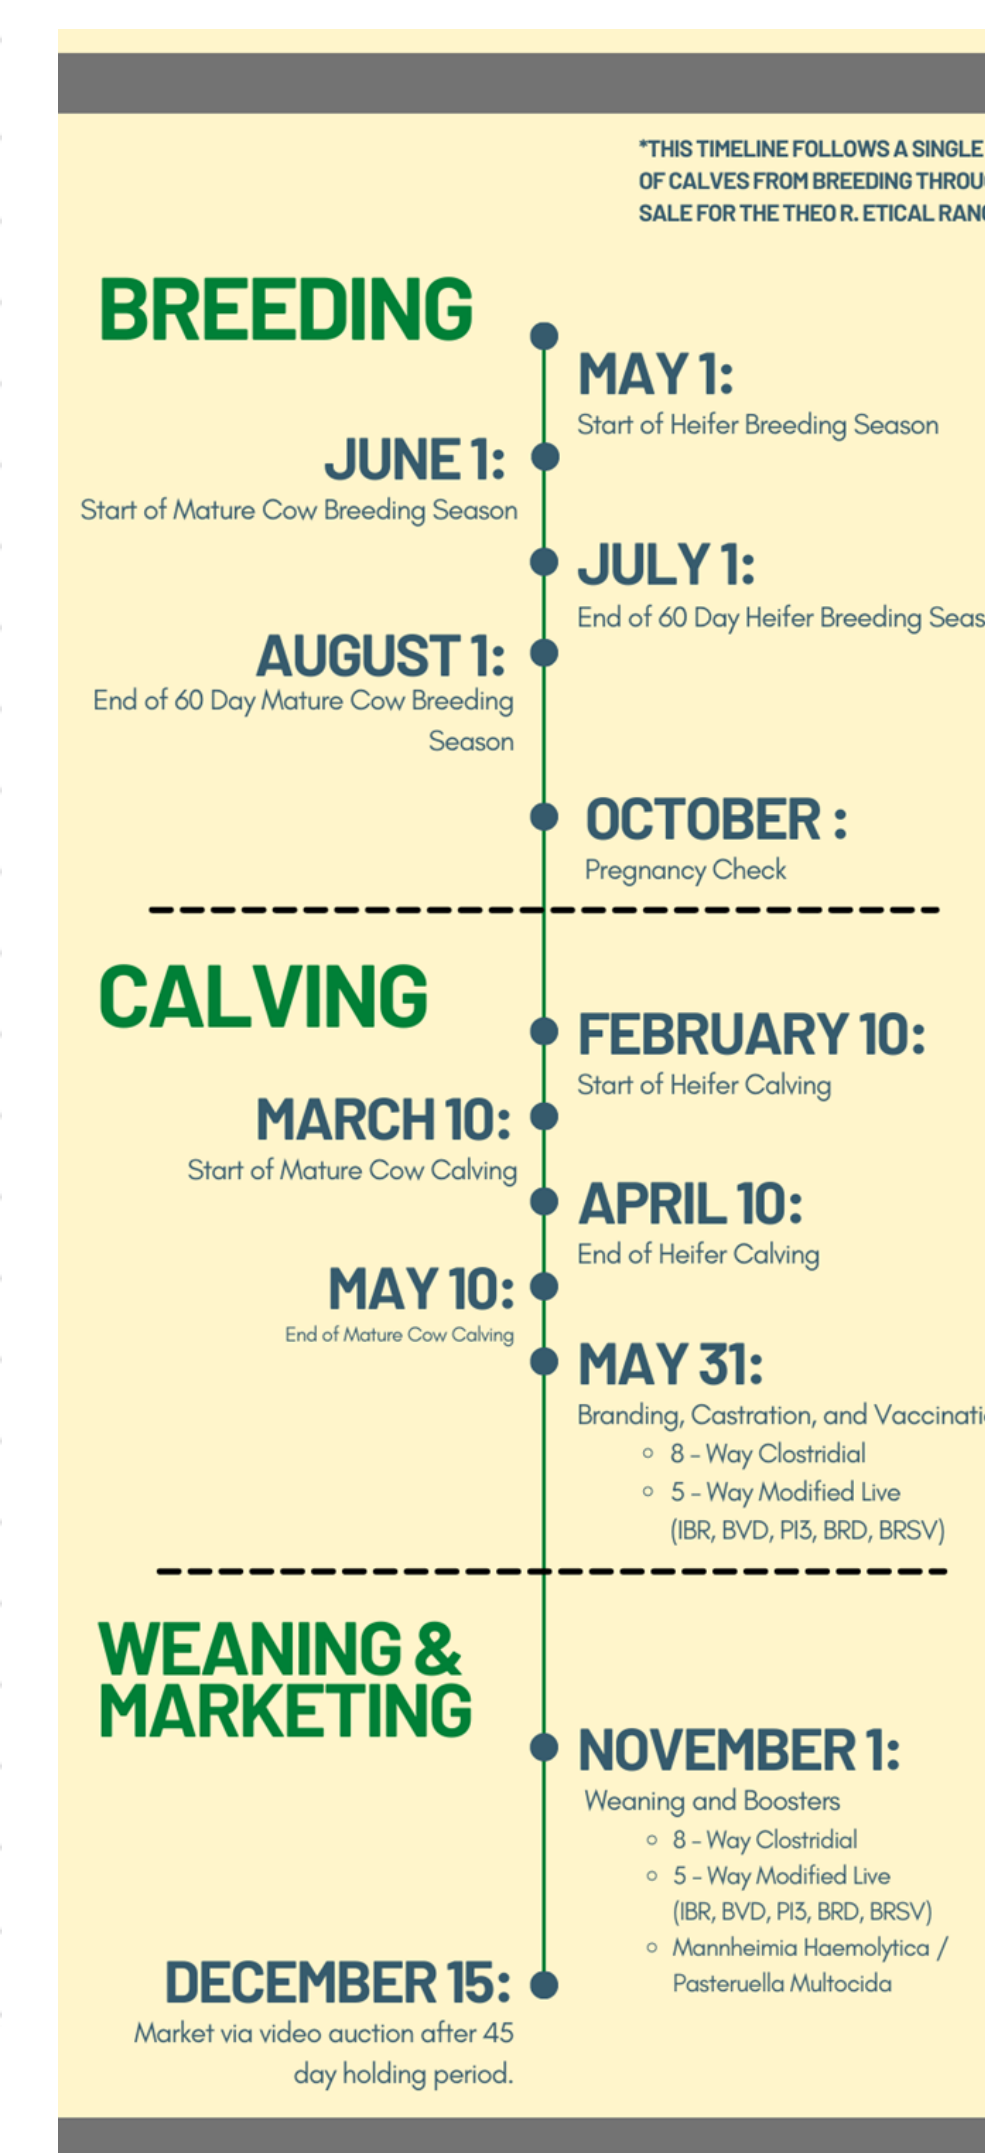 *THIS TIMELINE FOLLOWS A SINGLE
OF CALVES FROM BREEDING
SALE FOR THE THEO R. ETICAL
BREEDING
MAY 1:
Start of Heifer Breeding Season
JUNE 1:
Start of Mature Cow Breeding Season
JULY 1:
End of 60 Day Heifer Breeding
AUGUST 1:
End of 60 Day Mature Cow Breeding
Season
OCTOBER :
Pregnancy Check
CALVING
FEBRUARY 10:
Start of Heifer Calving
MARCH 10:
Start of Mature Cow Calving
APRIL 10:
End of Heifer Calving
MAY 10:
End of Mature Cow Calving
MAY 31:
Branding, Castration, and
8 - Way Clostridial
5 - Way Modified Live
(IBR, BVD, PI3, BRD, BRSV)
WEANING &
MARKETING
NOVEMBER 1:
Weaning and Boosters
8 - Way Clostridial
5 - Way Modified Live
(IBR, BVD, PI3, BRD, BRSV)
Mannheimia Haemolytica /
Pasteruella Multocida
DECEMBER 15:
Market via video auction after 45
day holding period.